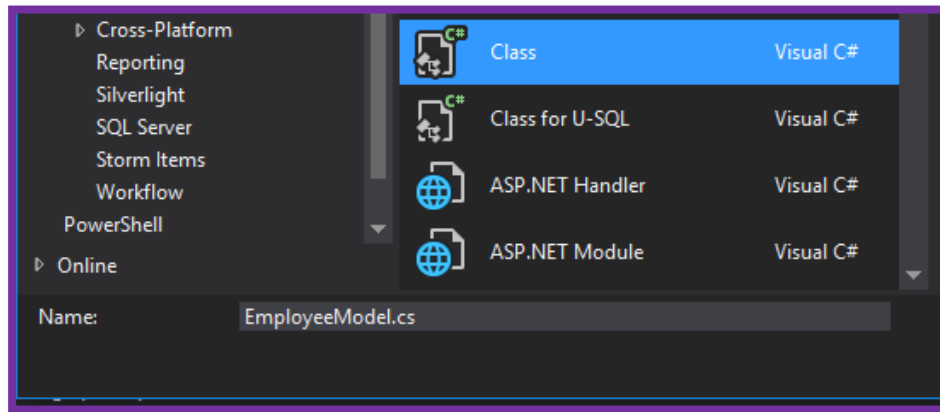 Cross-Platform
Reporting
Silverlight
SQL Server
Storm Items
Workflow
PowerShell
Online
C# Class Visual C#
C# Class for U-SQL Visual C#
ASP.NET Handler Visual C#
ASP.NET Module Visual C#
Name: EmployeeModel.cs